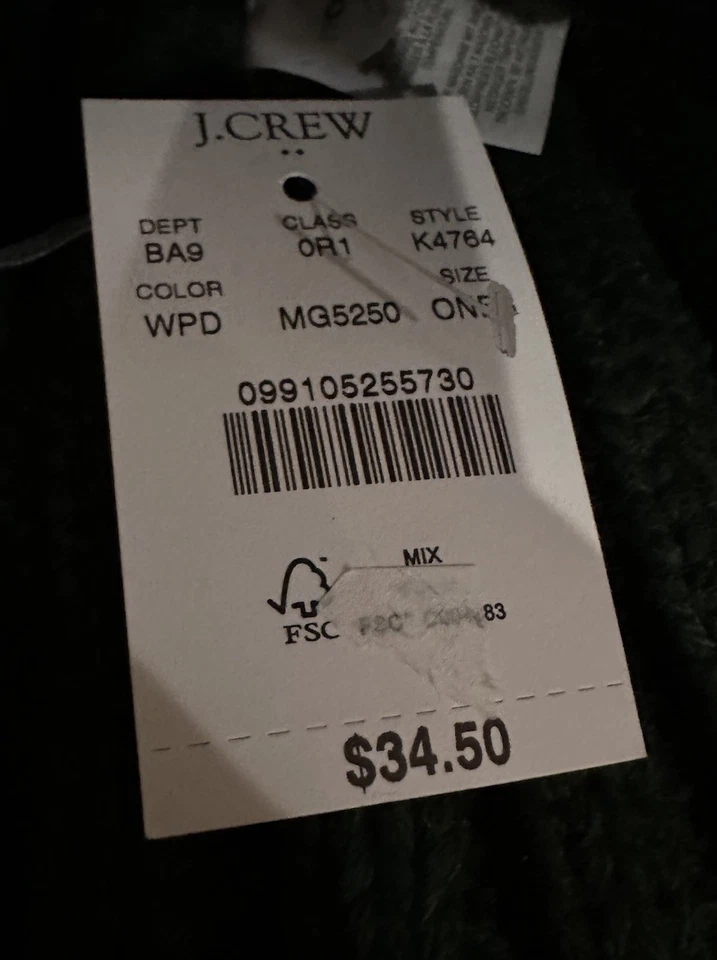 J.CREW
DEPT CLASS STYLE
BA9 0R1 K4764
COLOR SIZE
WPD MG5250
099105255730
MIX
FSC 83
$34.50